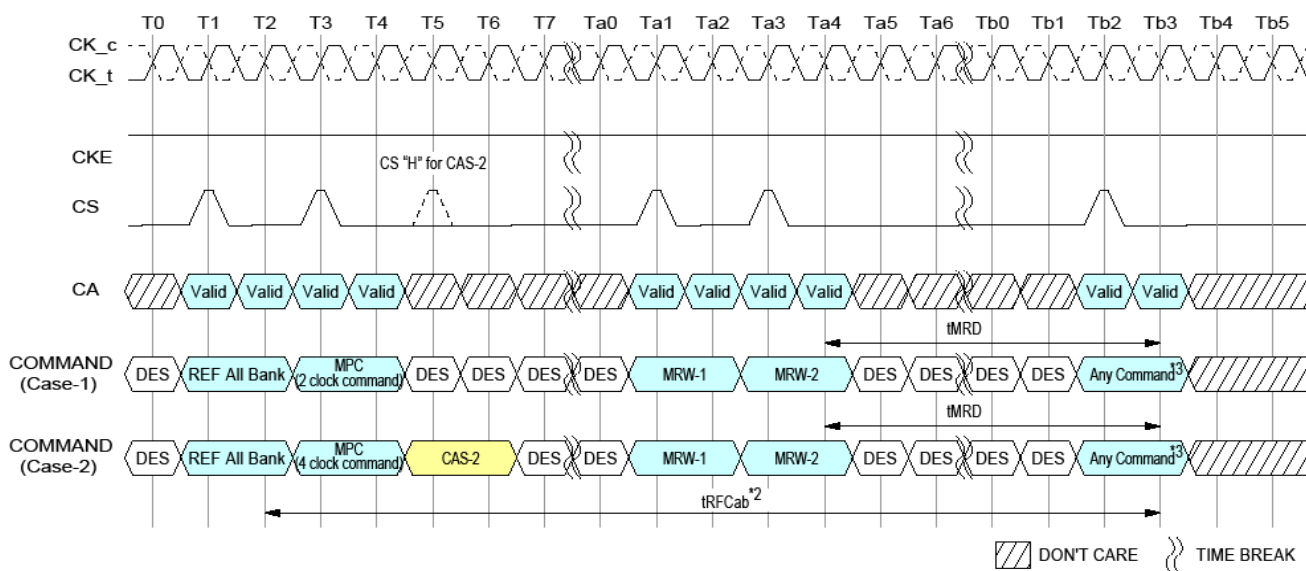 T0 T1 T2 T3 T4 T5 T6 T7 Ta0 Ta1 Ta2 Ta3 Ta4 Ta5 Ta6 Tb0 Tb1 Tb2 Tb3 Tb4 Tb5
CK_c
CK_t
CKE
CS "H" for CAS-2
CS
CA Valid Valid Valid Valid Valid Valid Valid Valid Valid Valid
tMRD
COMMAND
(Case-1)
DES REF All Bank MPC
(2 clock command) DES DES DES DES MRW-1 MRW-2 DES DES DES DES Any Command*3
tMRD
COMMAND
(Case-2)
DES REF All Bank MPC
(4 clock command) CAS-2 DES DES MRW-1 MRW-2 DES DES DES DES Any Command*3
tRFCab*2
DON'T CARE TIME BREAK